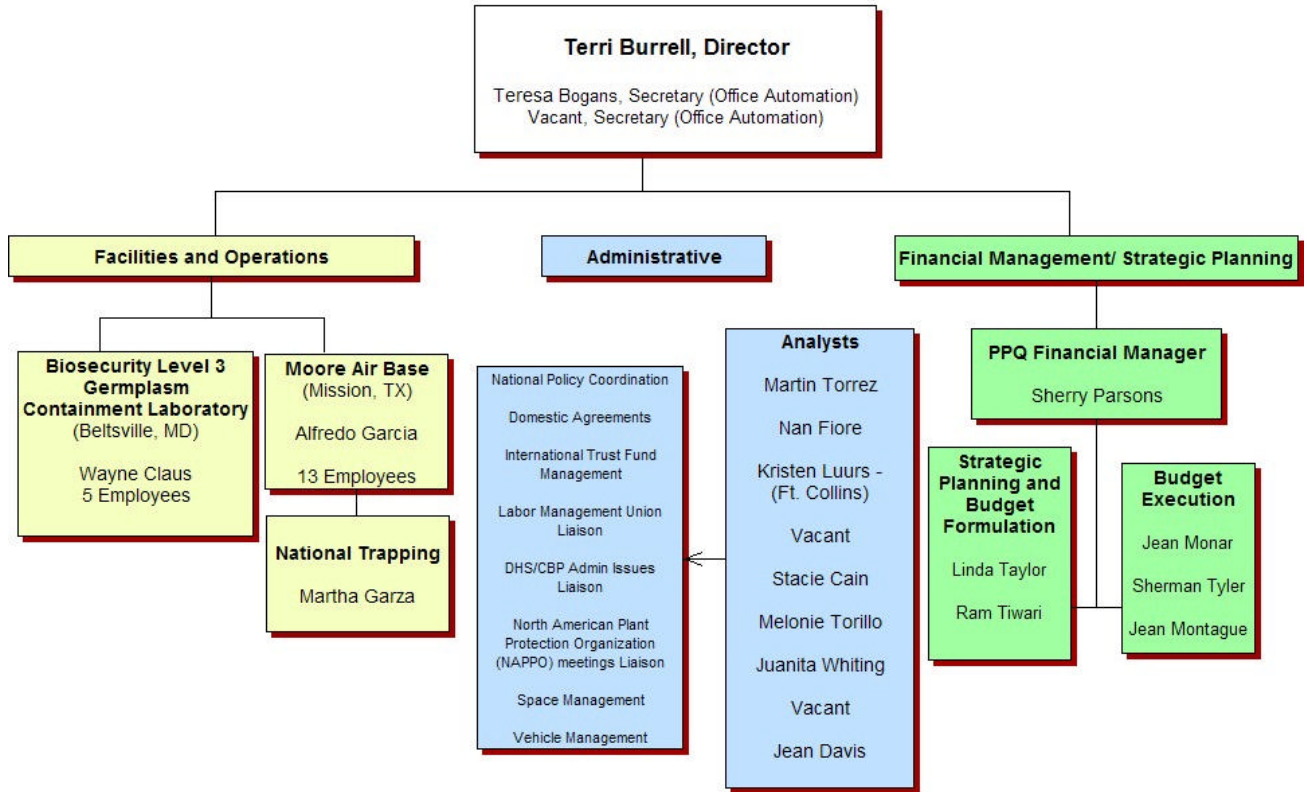 Terri Burrell, Director
Teresa Bogans, Secretary (Office Automation)
Vacant, Secretary (Office Automation)
Facilities and Operations
Administrative
Financial Management/ Strategic Planning
Biosecurity Level 3
Germplasm
Containment Laboratory
(Beltsville, MD)
Wayne Claus
5 Employees
Moore Air Base
(Mission, TX)
Alfredo Garcia
13 Employees
National Trapping
Martha Garza
National Policy Coordination
Domestic Agreements
International Trust Fund
Management
Labor Management Union
Liaison
DHS/CBP Admin Issues
Liaison
North American Plant
Protection Organization
(NAPPO) meetings Liaison
Space Management
Vehicle Management
Analysts
Martin Torrez
Nan Fiore
Kristen Luurs -
(Ft. Collins)
Vacant
Stacie Cain
Melonie Torillo
Juanita Whiting
Vacant
Jean Davis
PPQ Financial Manager
Sherry Parsons
Strategic
Planning and
Budget
Formulation
Linda Taylor
Ram Tiwari
Budget
Execution
Jean Monar
Sherman Tyler
Jean Montague